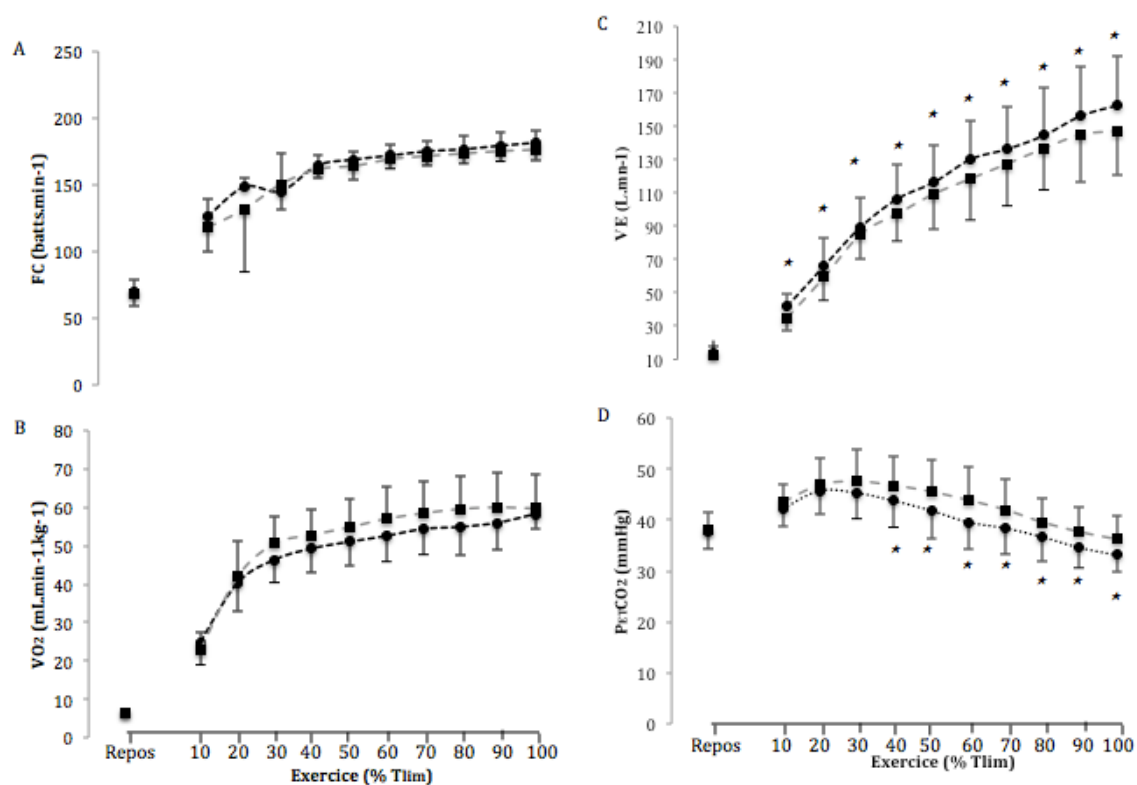 A
250
200
150
100
50
0
FC (batts.min-1)
B
80
70
60
50
40
30
20
10
0
VO2 (mL.min-1.kg-1)
Repos 10 20 30 40 50 60 70 80 90 100
Exercice (% Tlim)
C
210
190
170
150
130
110
90
70
50
30
10
VE (L.mn-1)
D
60
50
40
30
20
10
0
PETCO2 (mmHg)
Repos 10 20 30 40 50 60 70 80 90 100
Exercice (% Tlim)